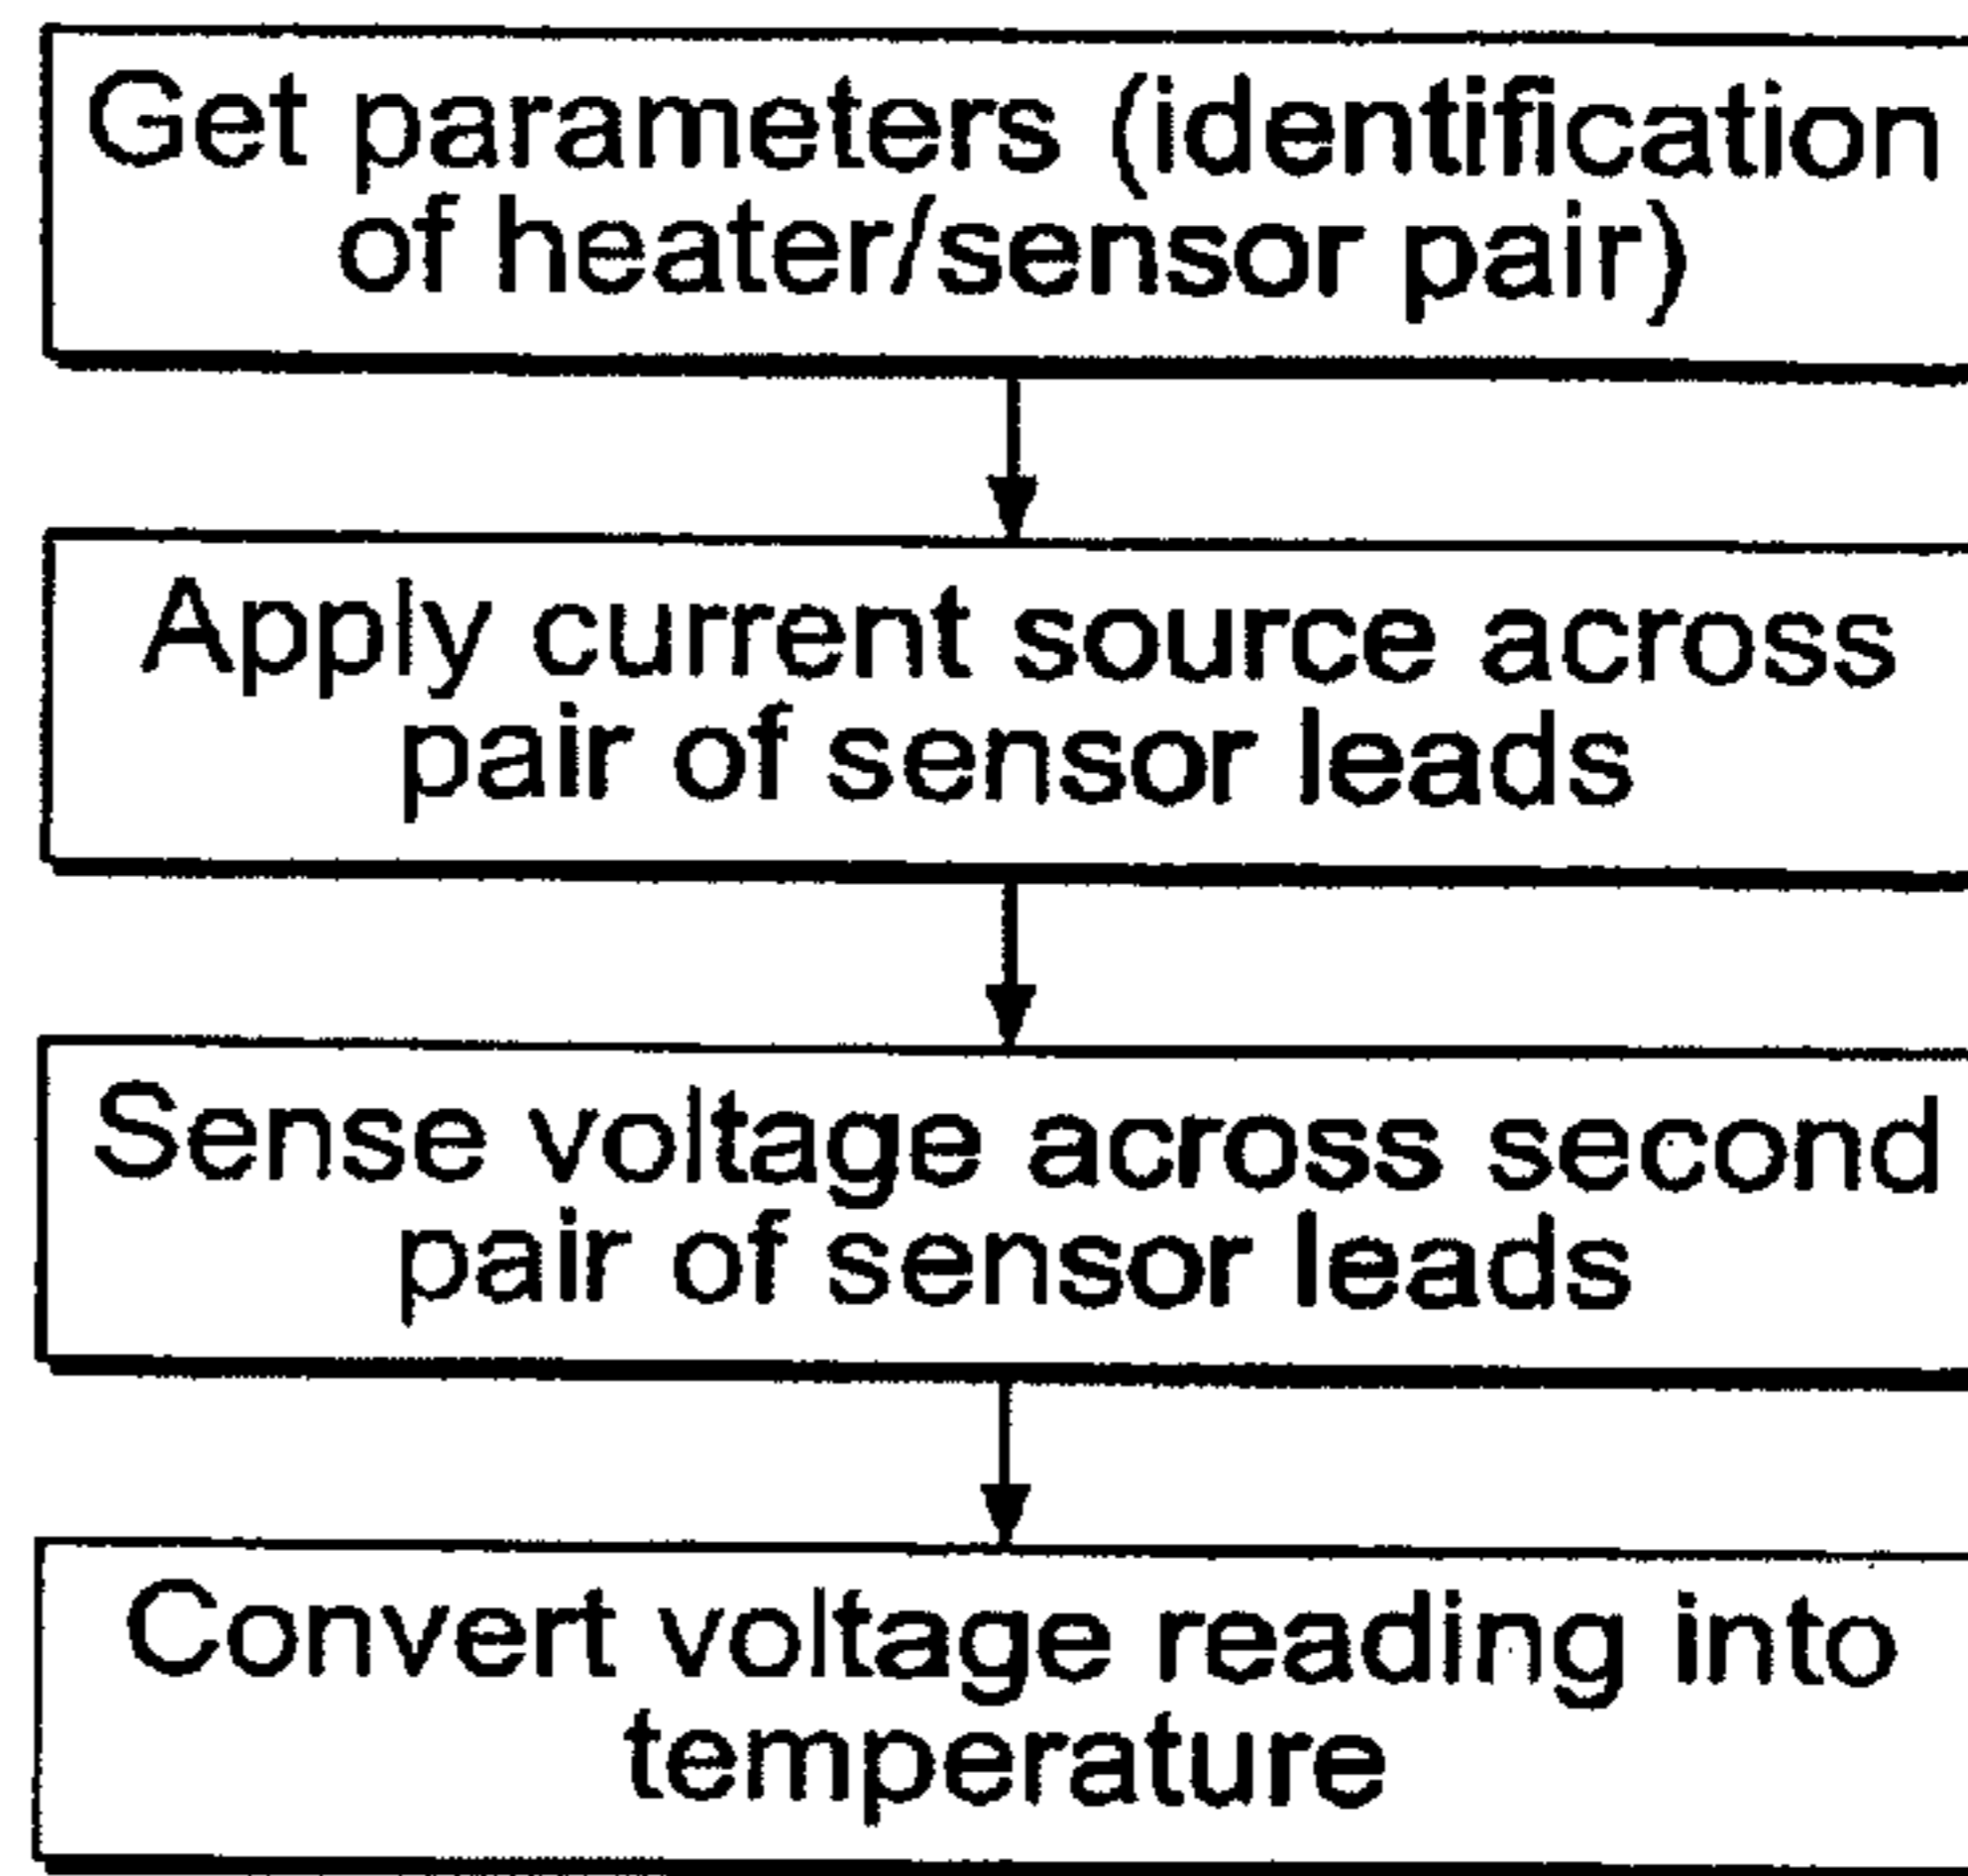 Get parameters (identification
of heater/sensor pair)
Apply current source across
pair of sensor leads
Sense voltage across second
pair of sensor leads
Convert voltage reading into
temperature